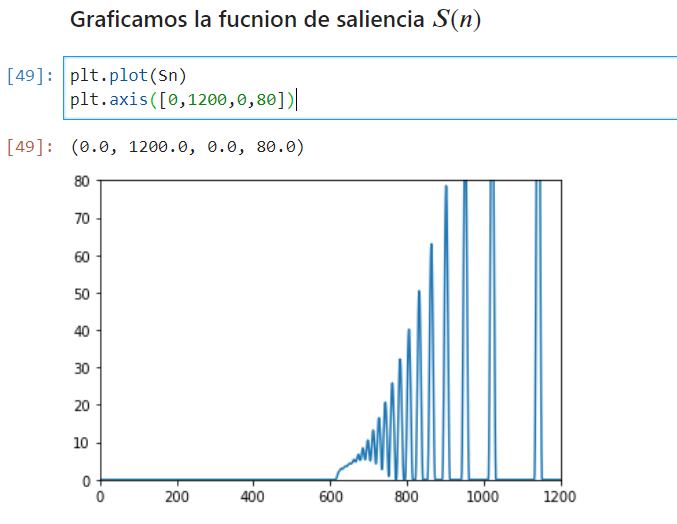 Graficamos la fucnion de saliencia S(n)
[49]: plt.plot(Sn)
plt.axis([0,1200,0,80])
[49]: (0.0, 1200.0, 0.0, 80.0)
80
70
60
50
40
30
20
10
0
0 200 400 600 800 1000 1200